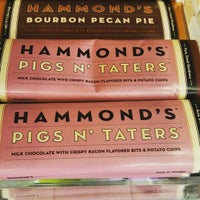 HAMMOND'S
BOURBON PECAN PIE
HAMMOND'S
PIGS N' TATERS
MILK CHOCOLATE WITH CRISPY BACON FLAVORED BITS & POTATO CHIPS
HAMMOND'S
PIGS N' TATERS
MILK CHOCOLATE WITH CRISPY BACON FLAVORED BITS & POTATO CHIPS